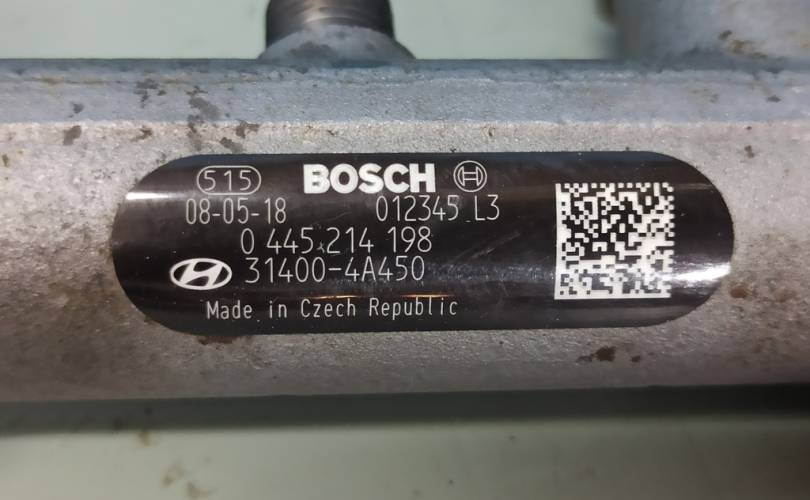 515 BOSCH
08-05-18 012345 L3
0 445 214 198
31400-4A450
Made in Czech Republic